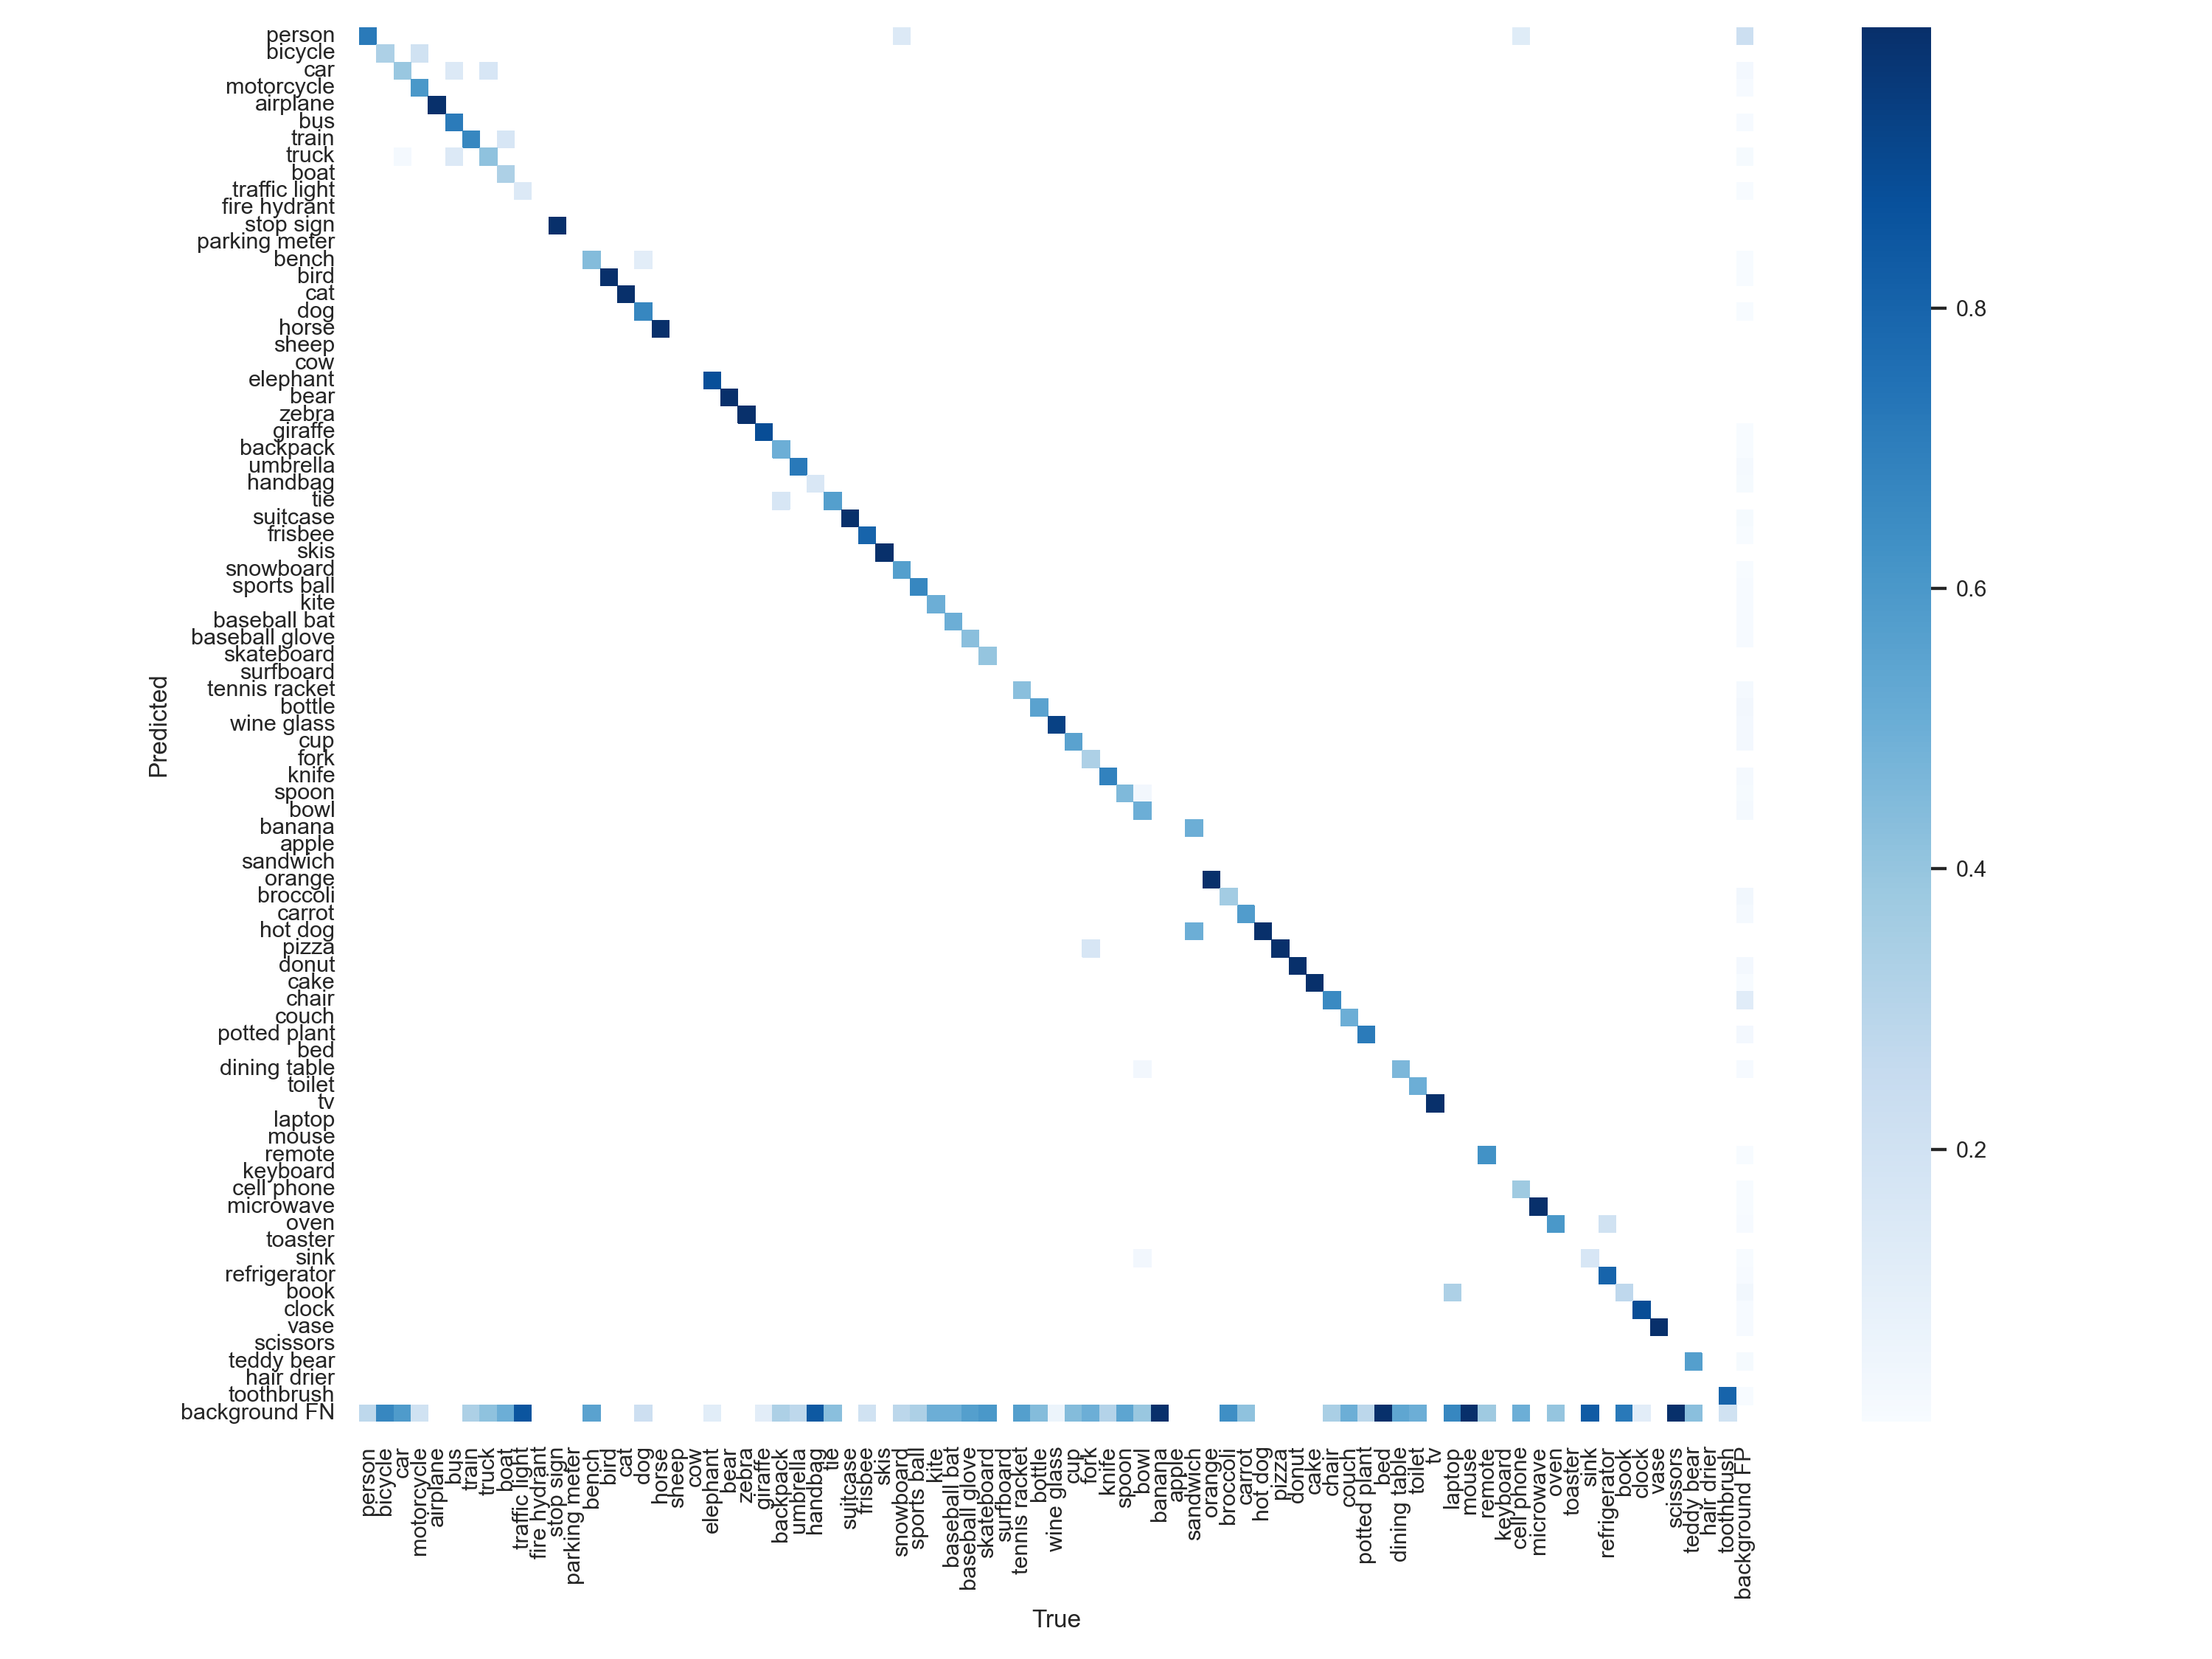 person
bicycle
car
motorcycle
airplane
bus
train
truck
boat
traffic light
fire hydrant
stop sign
parking meter
bench
bird
cat
dog
horse
sheep
cow
elephant
bear
zebra
giraffe
backpack
umbrella
handbag
tie
suitcase
frisbee
skis
snowboard
sports ball
kite
baseball bat
baseball glove
skateboard
surfboard
tennis racket
bottle
wine glass
cup
fork
knife
spoon
bowl
banana
apple
sandwich
orange
broccoli
carrot
hot dog
pizza
donut
cake
chair
couch
potted plant
bed
dining table
toilet
tv
laptop
mouse
remote
keyboard
cell phone
microwave
oven
toaster
sink
refrigerator
book
clock
vase
scissors
teddy bear
hair drier
toothbrush
background FN
Predicted
person
bicycle
car
motorcycle
airplane
bus
train
truck
boat
traffic light
fire hydrant
stop sign
parking meter
bench
bird
cat
dog
horse
sheep
cow
elephant
bear
zebra
giraffe
backpack
umbrella
handbag
tie
suitcase
frisbee
skis
snowboard
sports ball
kite
baseball bat
baseball glove
skateboard
surfboard
tennis racket
bottle
wine glass
cup
fork
knife
spoon
bowl
banana
apple
sandwich
orange
broccoli
carrot
hot dog
pizza
donut
cake
chair
couch
potted plant
bed
dining table
toilet
tv
laptop
mouse
remote
keyboard
cell phone
microwave
oven
toaster
sink
refrigerator
book
clock
vase
scissors
teddy bear
hair drier
toothbrush
background FP
True
0.8
0.6
0.4
0.2